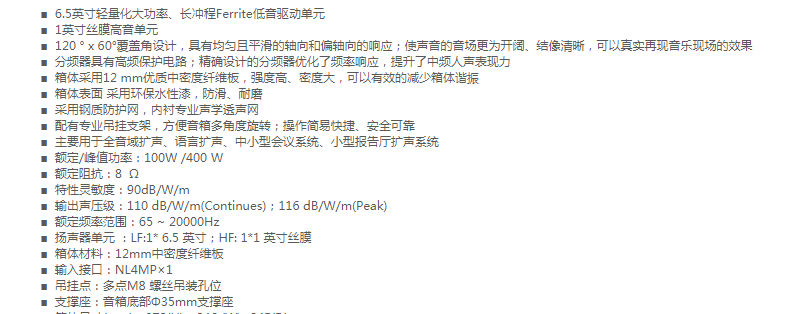 ▪ 6.5英寸轻量化大功率、长冲程Ferrite低音驱动单元
▪ 1英寸丝膜高音单元
▪ 120 ° x 60°覆盖角设计，具有均匀且平滑的轴向和偏轴向的响应；使声音的音场更为开阔、结像清晰，可以真实再现音乐现场的效果
▪ 分频器具有高频保护电路；精确设计的分频器优化了频率响应，提升了中频人声表现力
▪ 箱体采用12 mm优质中密度纤维板，强度高、密度大，可以有效的减少箱体谐振
▪ 箱体表面 采用环保水性漆，防滑、耐磨
▪ 采用钢质防护网，内衬专业声学透声网
▪ 配有专业吊挂支架，方便音箱多角度旋转；操作简易快捷、安全可靠
▪ 主要用于全音域扩声、语言扩声、中小型会议系统、小型报告厅扩声系统
▪ 额定/峰值功率：100W /400 W
▪ 额定阻抗：8 Ω
▪ 特性灵敏度：90dB/W/m
▪ 输出声压级：110 dB/W/m(Continues)；116 dB/W/m(Peak)
▪ 额定频率范围：65 ~ 20000Hz
▪ 扬声器单元 ：LF:1* 6.5 英寸；HF: 1*1 英寸丝膜
▪ 箱体材料：12mm中密度纤维板
▪ 输入接口：NL4MP×1
▪ 吊挂点：多点M8 螺丝吊装孔位
▪ 支撑座：音箱底部Φ35mm支撑座